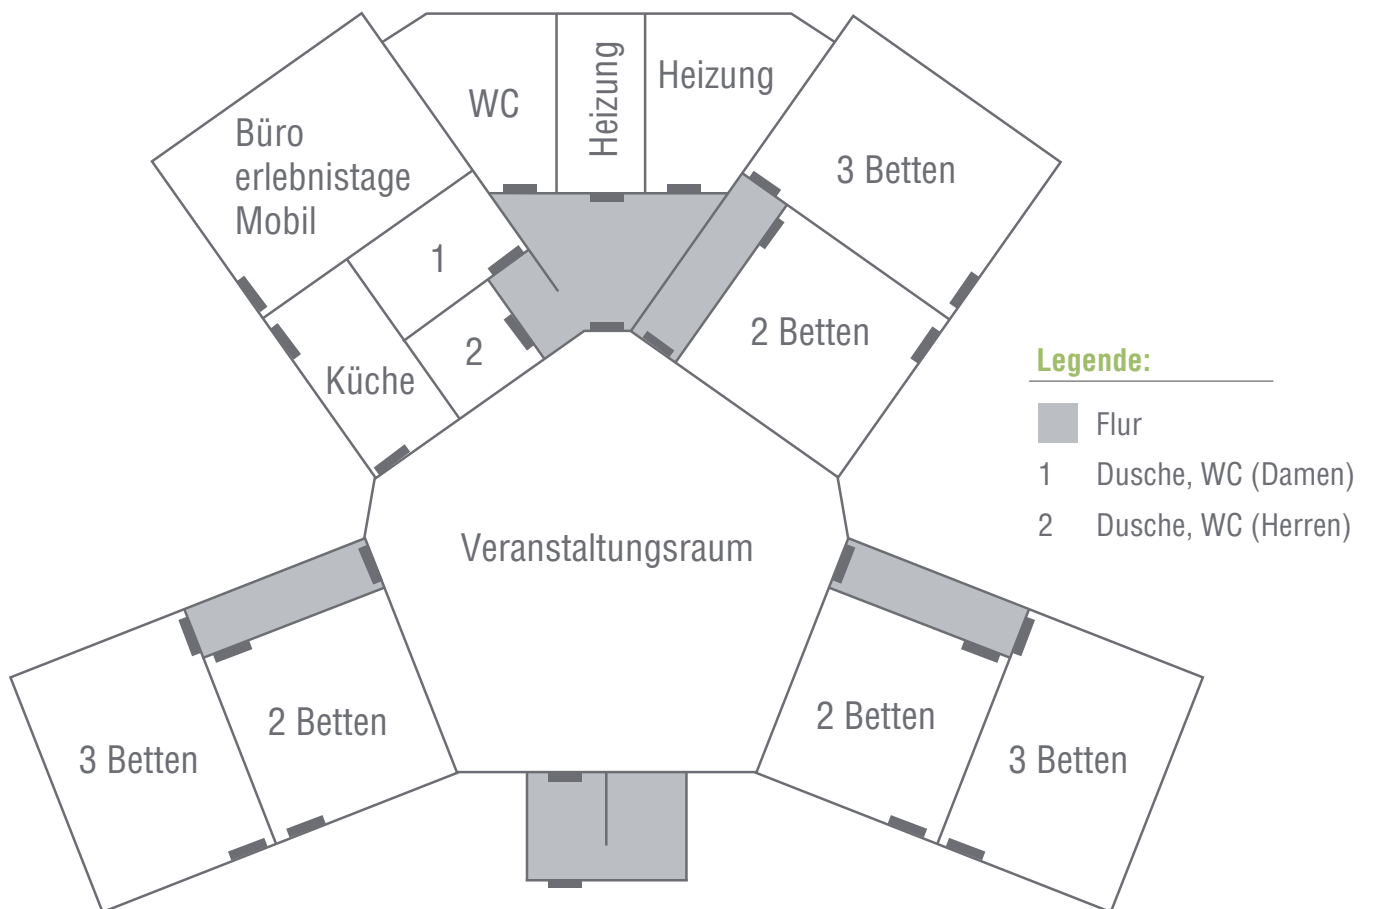 WC
Heizung
Heizung
Büro
erlebnistage
Mobil
3 Betten
1
2
Küche
2 Betten
Legende:
Flur
1 Dusche, WC (Damen)
2 Dusche, WC (Herren)
Veranstaltungsraum
3 Betten
2 Betten
2 Betten
3 Betten